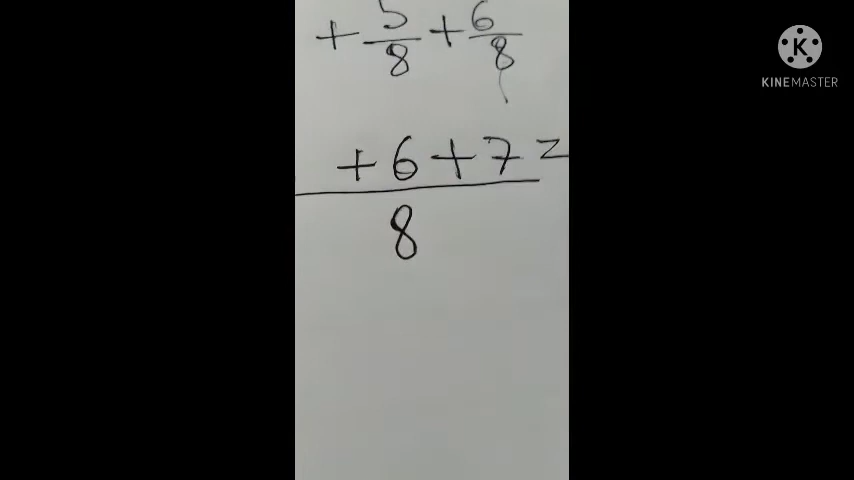 + 5/8 + 6/8
+ 6 + 7 =
8
K
KINEMASTER